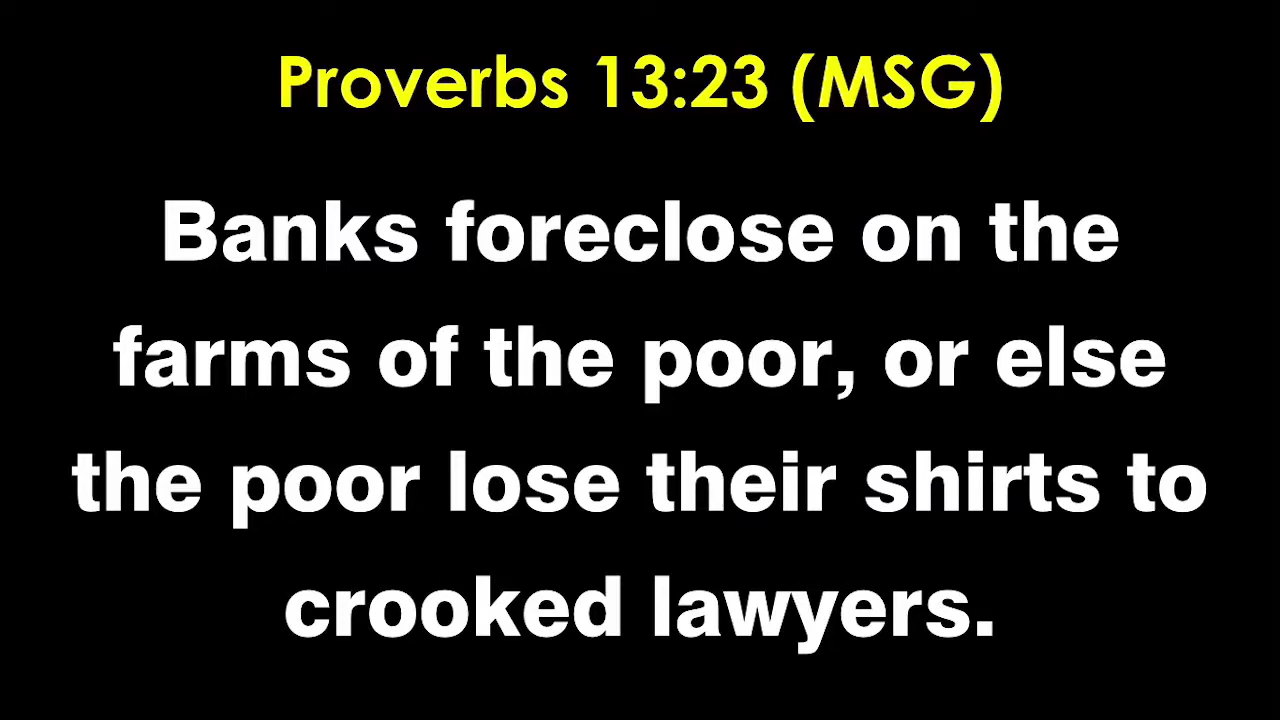 Proverbs 13:23 (MSG)
Banks foreclose on the
farms of the poor, or else
the poor lose their shirts to
crooked lawyers.